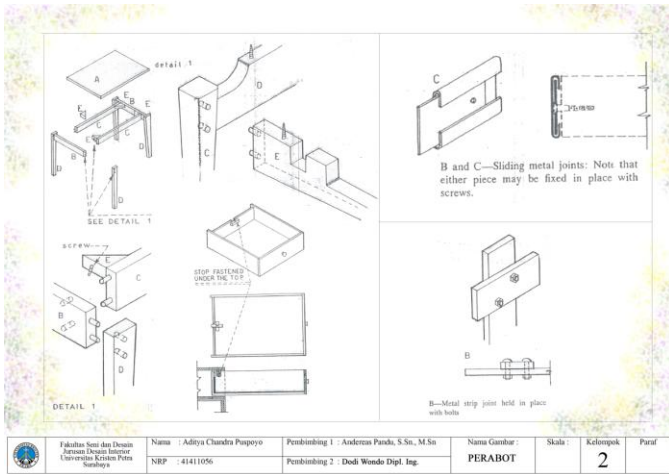 detail 1
A
E
B
E
E
C
E
C
D
B
D
D
E
SEE DETAIL 1
D
C
E
screw
E
C
B
D
DETAIL 1
STOP FASTENED
UNDER THE TOP
C
B and C—Sliding metal joints: Note that
either piece may be fixed in place with
screws.
B
B—Metal strip joint held in place
with bolts
Fakultas Seni dan Desain
Jurusan Desain Interior
Universitas Kristen Petra
Surabaya
Nama : Aditya Chandra Puspoyo
NRP : 41411056
Pembimbing 1 : Andereas Pandu, S.Sn., M.Sn
Pembimbing 2 : Dodi Wondo Dipl. Ing.
Nama Gambar :
PERABOT
Skala :
Kelompok
2
Paraf